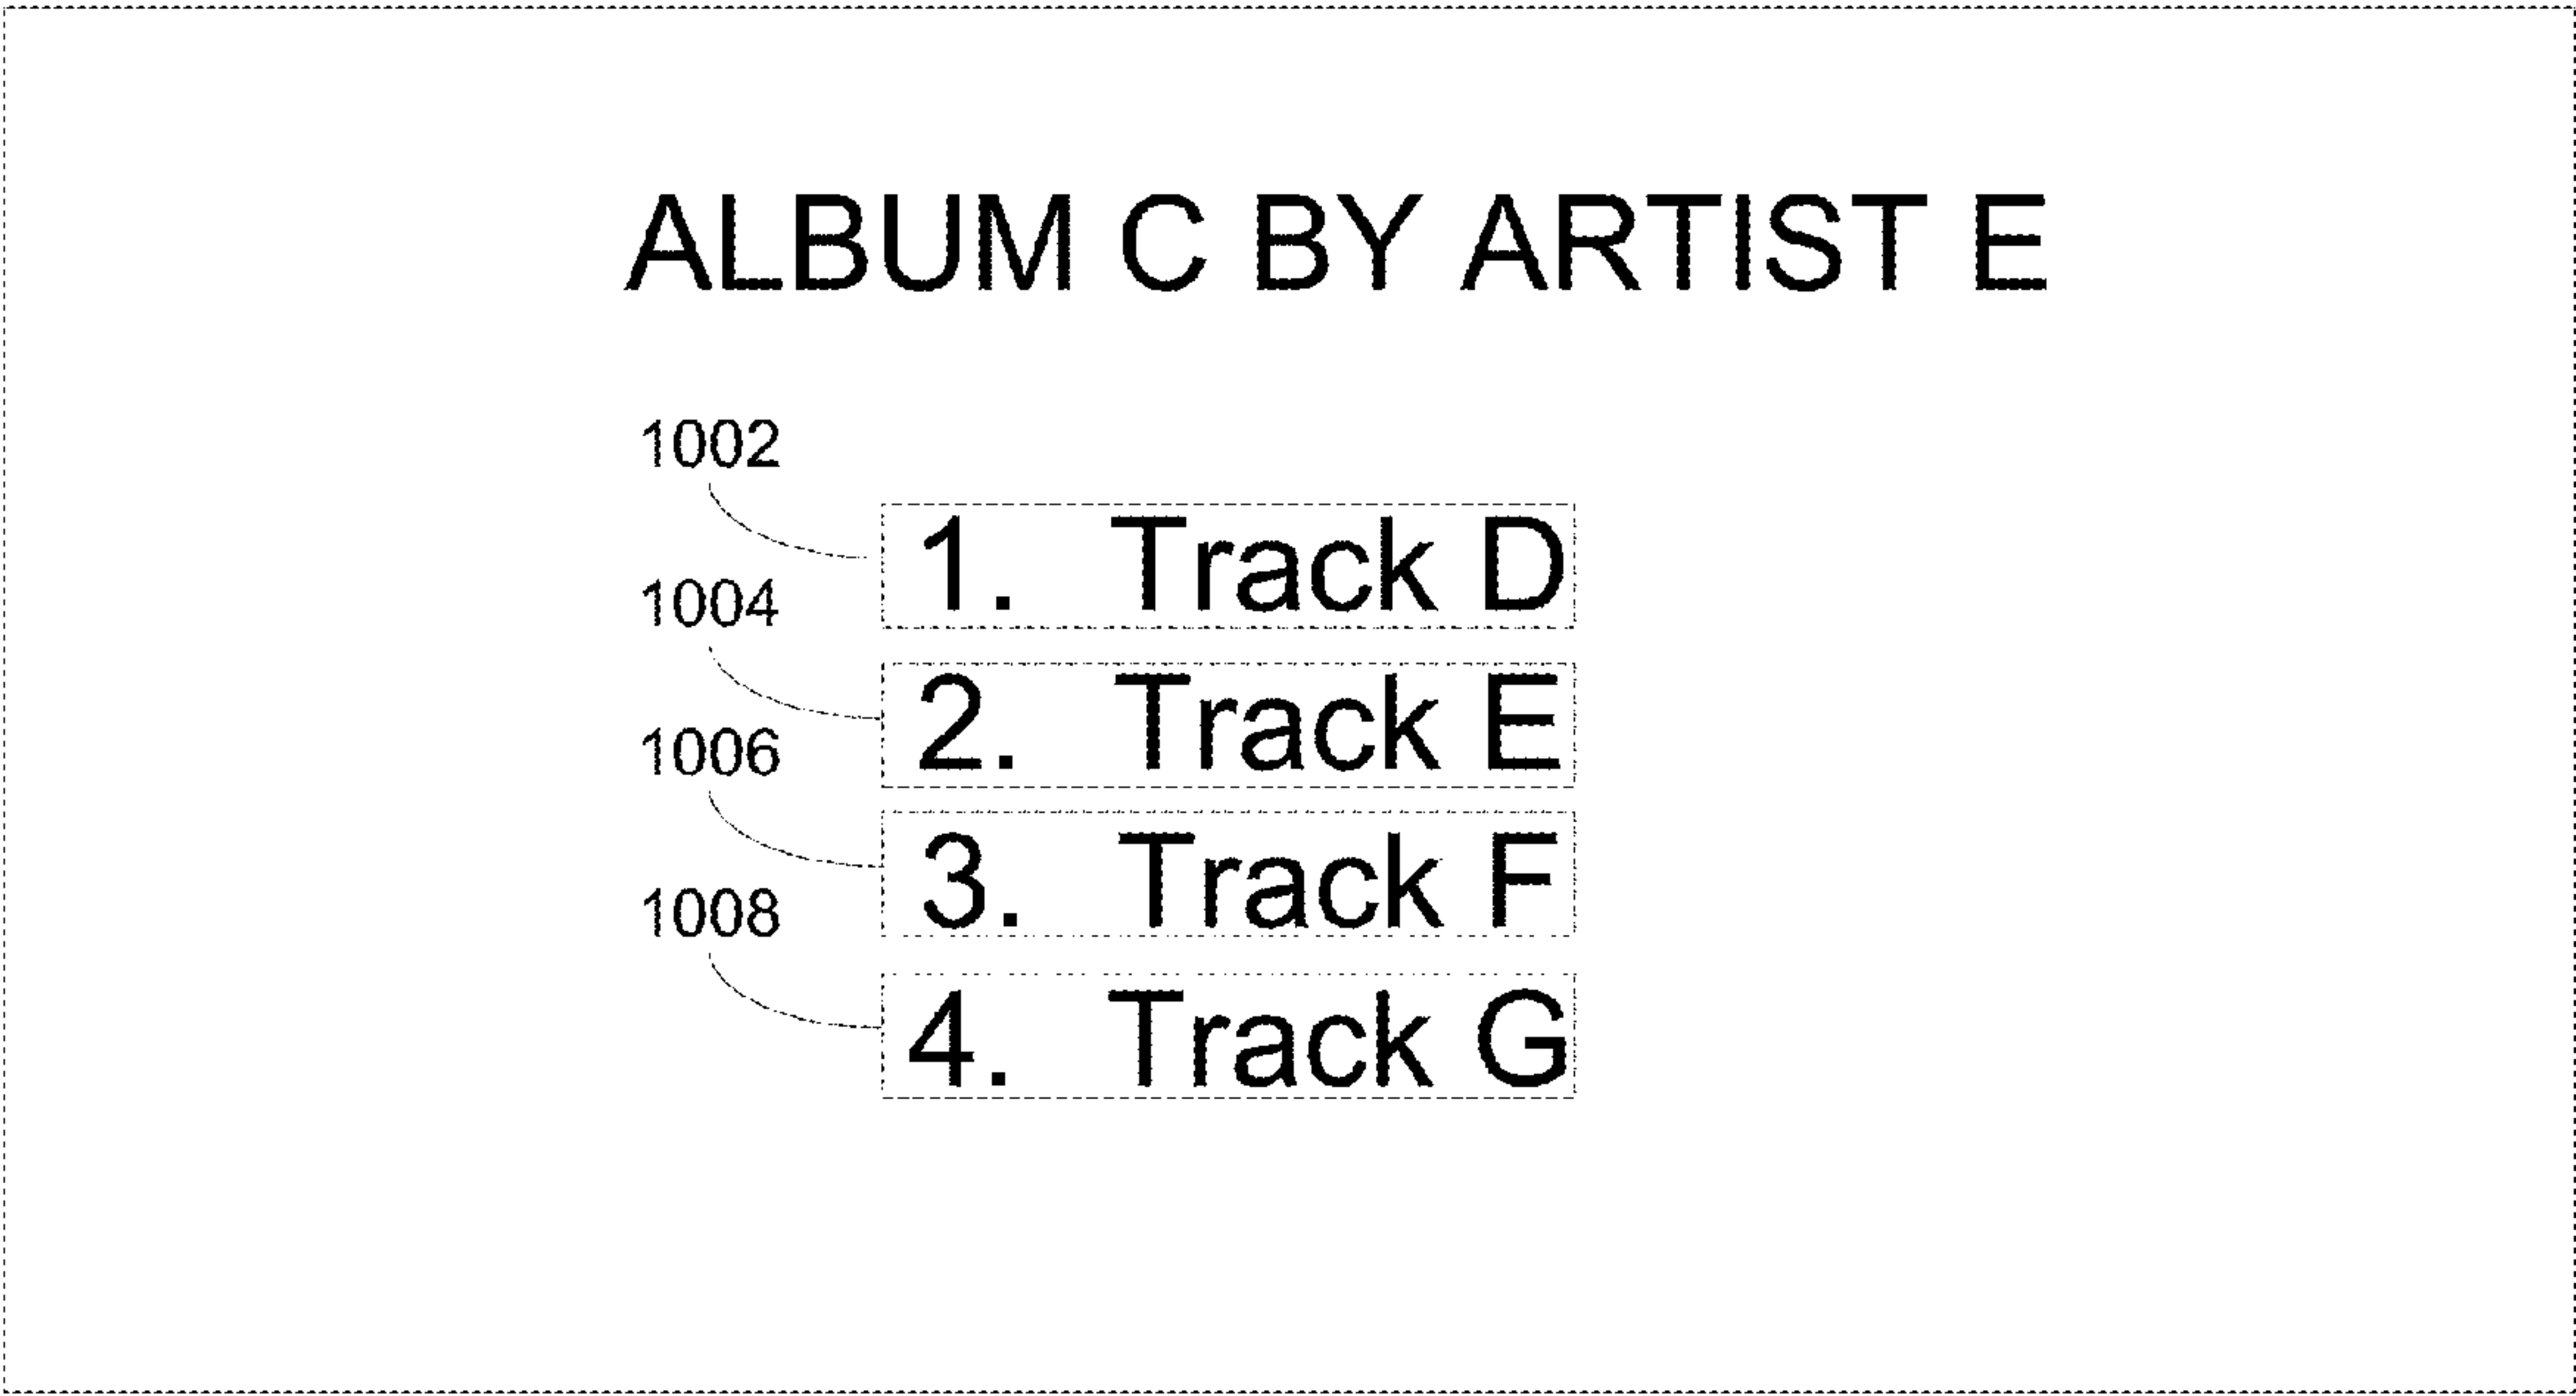 ALBUM C BY ARTIST E
1002
1. Track D
1004
2. Track E
1006
3. Track F
1008
4. Track G